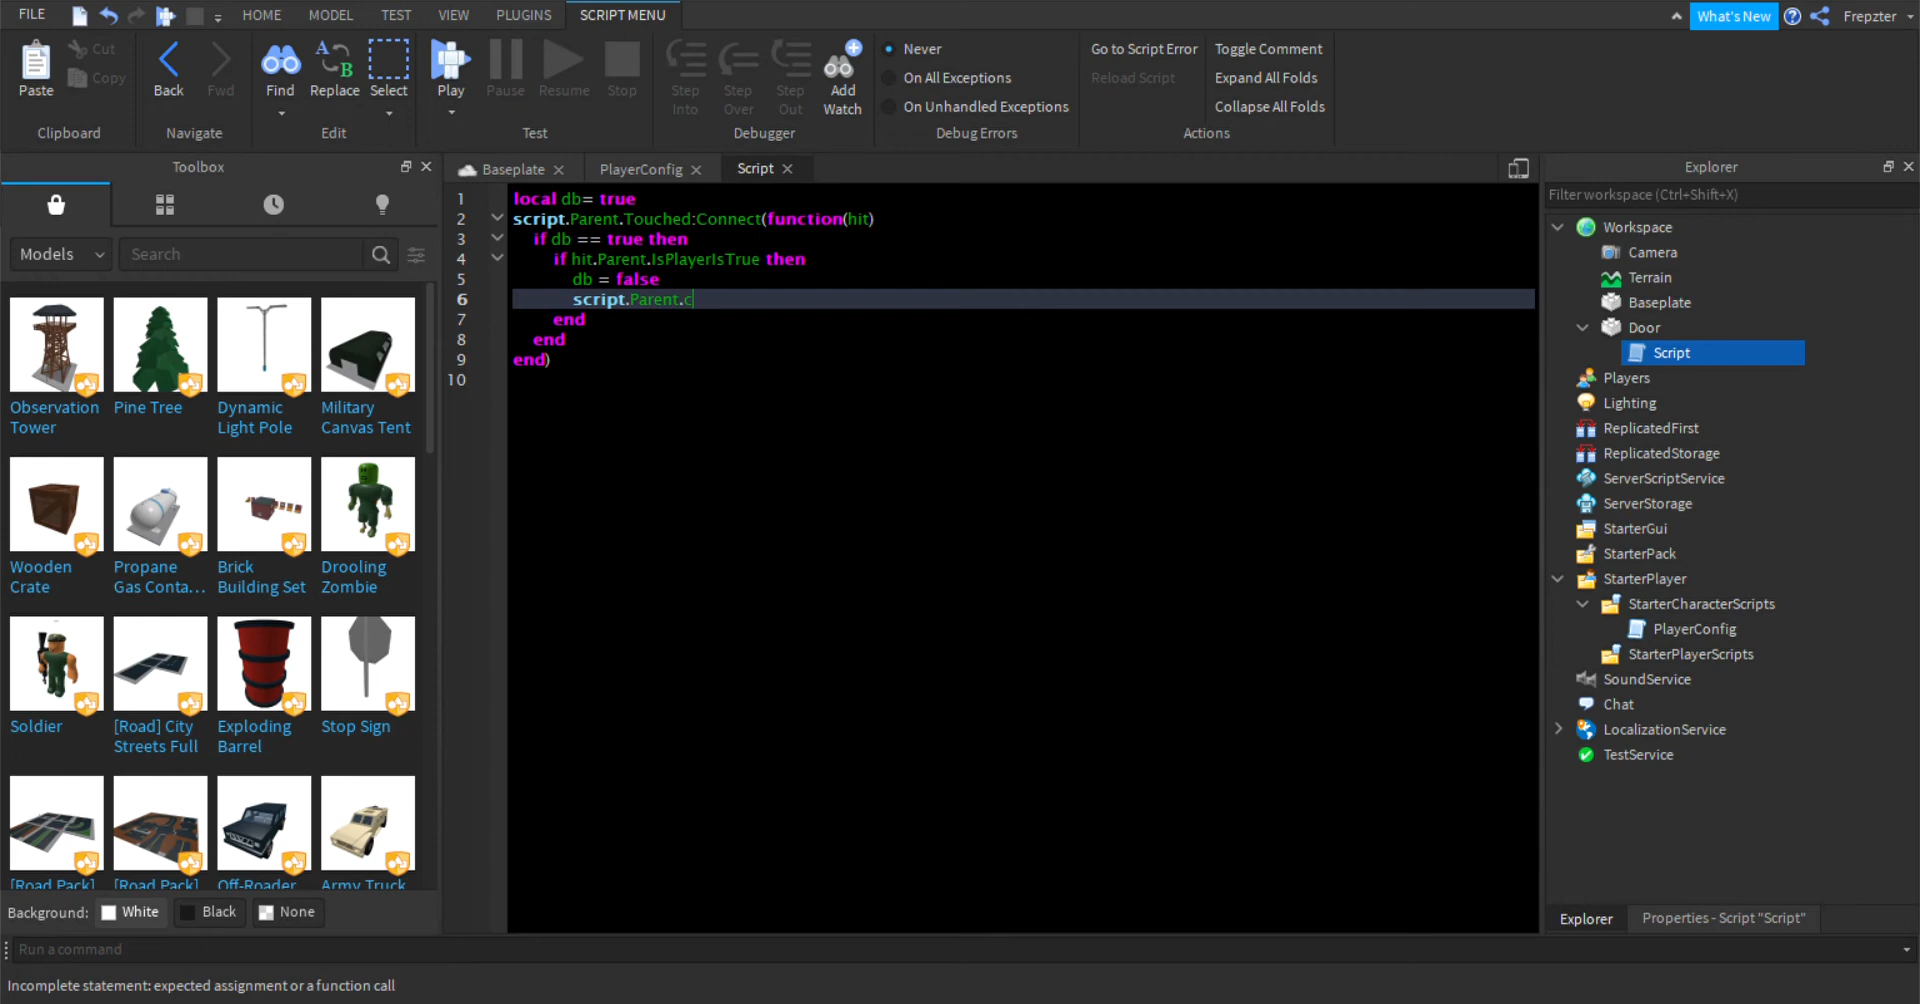 FILE HOME MODEL TEST VIEW PLUGINS SCRIPT MENU What's New Frepzter
Paste Cut Copy
Clipboard
Back Fwd
Navigate
Find Replace Select
A B
Edit
Play Pause Resume Stop
Test
Step Into Step Over Step Out Add Watch
Debugger
Never
On All Exceptions
On Unhandled Exceptions
Debug Errors
Go to Script Error Toggle Comment
Reload Script Expand All Folds
Collapse All Folds
Actions
Toolbox
Models Search
Observation Tower
Pine Tree
Dynamic Light Pole
Military Canvas Tent
Wooden Crate
Propane Gas Conta...
Brick Building Set
Drooling Zombie
Soldier
[Road] City Streets Full
Exploding Barrel
Stop Sign
[Road Pack] [Road Pack] Off-Roader Army Truck
Background: White Black None
Baseplate PlayerConfig Script
1 local db= true
2 script.Parent.Touched:Connect(function(hit)
3 if db == true then
4 if hit.Parent.IsPlayerIsTrue then
5 db = false
6 script.Parent.c
7 end
8 end
9 end)
10
Explorer
Filter workspace (Ctrl+Shift+X)
Workspace
Camera
Terrain
Baseplate
Door
Script
Players
Lighting
ReplicatedFirst
ReplicatedStorage
ServerScriptService
ServerStorage
StarterGui
StarterPack
StarterPlayer
StarterCharacterScripts
PlayerConfig
StarterPlayerScripts
SoundService
Chat
LocalizationService
TestService
Explorer Properties - Script "Script"
Run a command
Incomplete statement: expected assignment or a function call